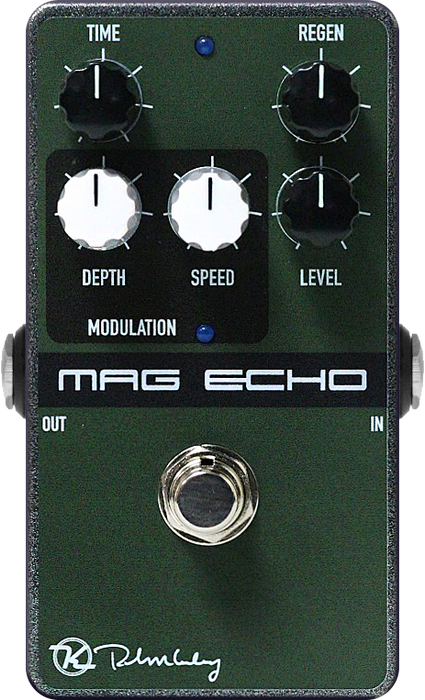 TIME REGEN
DEPTH SPEED LEVEL
MODULATION
MAG ECHO
OUT IN
K